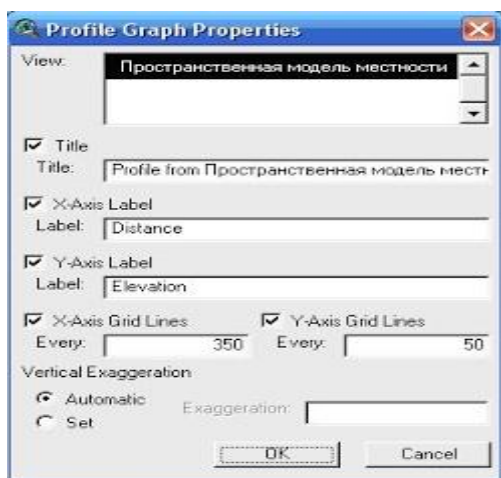 Profile Graph Properties
View: Пространственная модель местности
Title
Title: Profile from Пространственная модель местн
X-Axis Label
Label: Distance
Y-Axis Label
Label: Elevation
X-Axis Grid Lines Y-Axis Grid Lines
Every: 350 Every: 50
Vertical Exaggeration
Automatic Exaggeration:
Set
OK Cancel